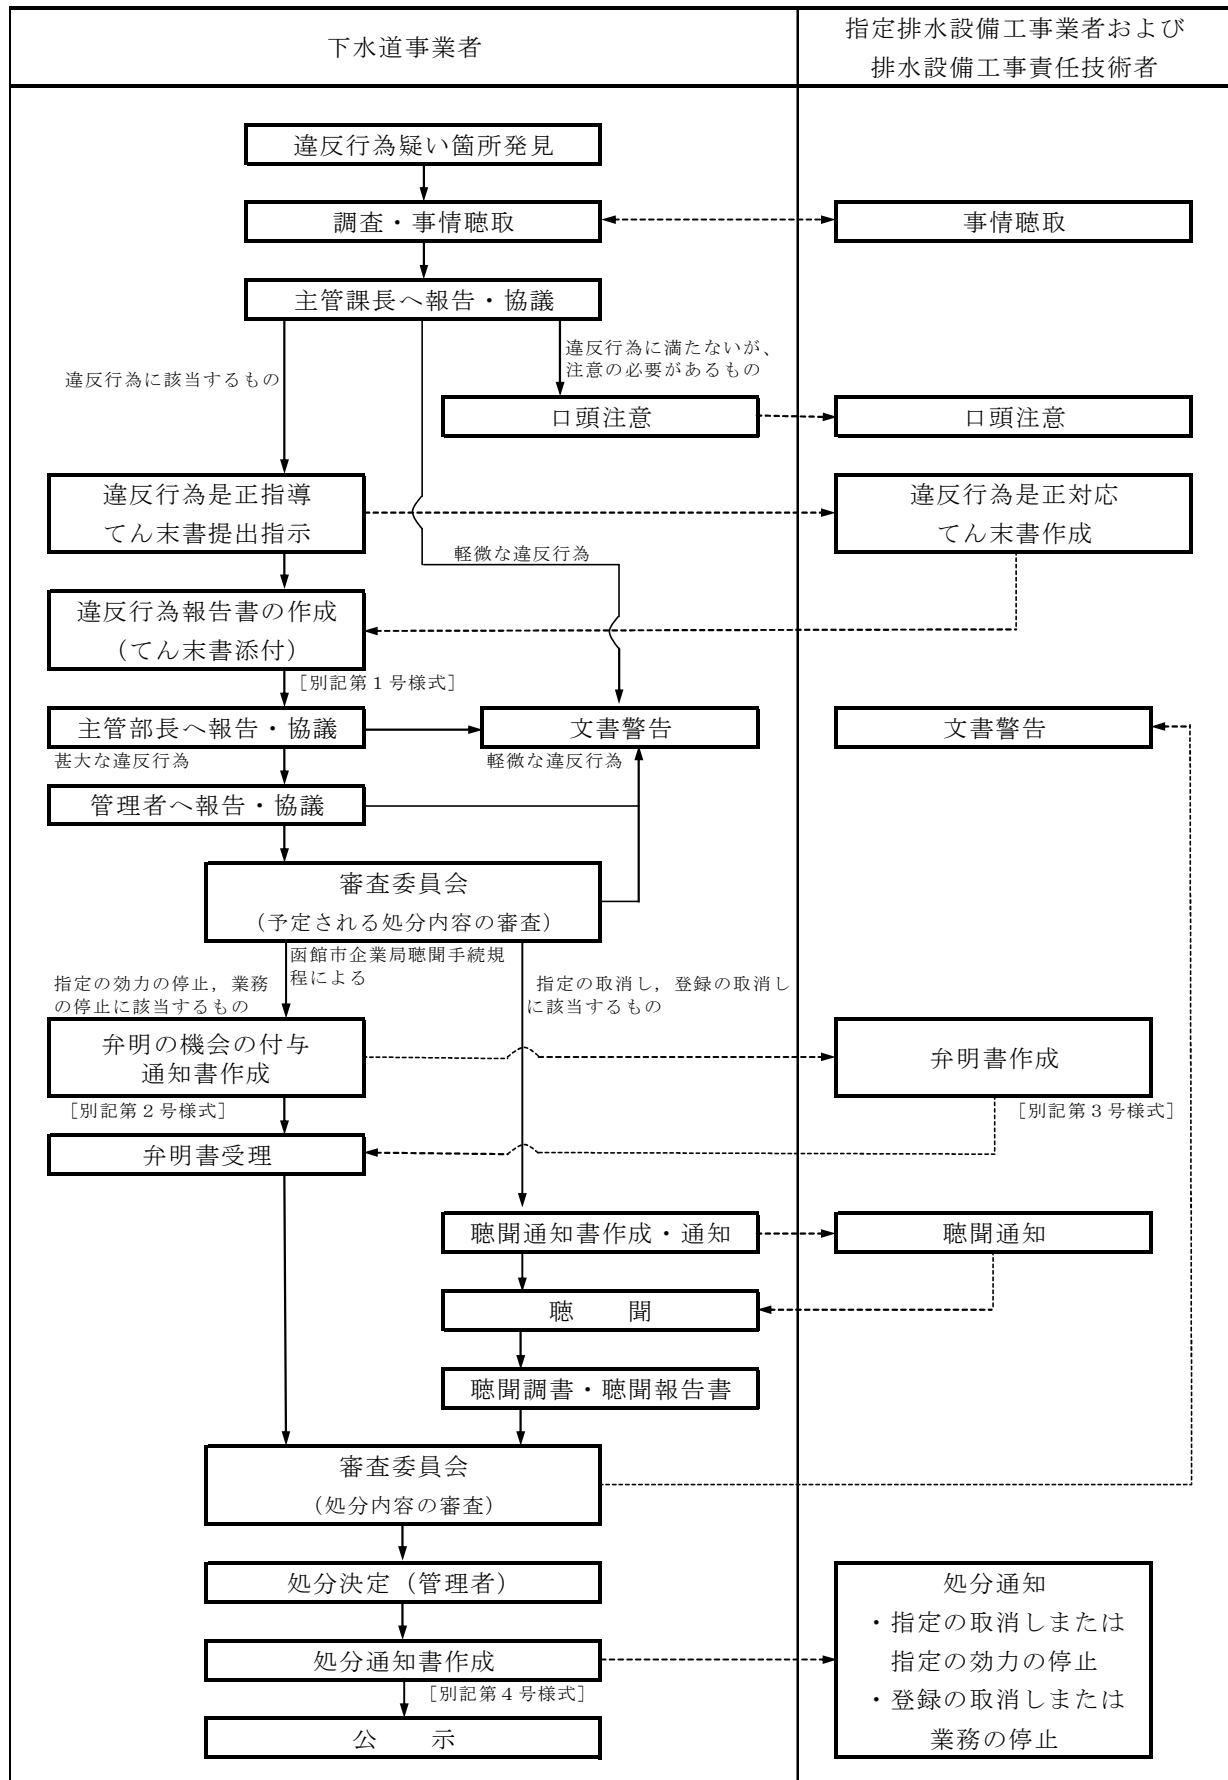 下水道事業者
指定排水設備工事業者および
排水設備工事責任技術者
違反行為疑い箇所発見
調査・事情聴取
事情聴取
主管課長へ報告・協議
違反行為に満たないが、
注意の必要があるもの
違反行為に該当するもの
口頭注意
口頭注意
違反行為是正指導
てん末書提出指示
違反行為是正対応
てん末書作成
軽微な違反行為
違反行為報告書の作成
（てん末書添付）
［別記第１号様式］
主管部長へ報告・協議
文書警告
文書警告
甚大な違反行為
軽微な違反行為
管理者へ報告・協議
審査委員会
（予定される処分内容の審査）
函館市企業局聴聞手続規
程による
指定の効力の停止，業務
の停止に該当するもの
指定の取消し，登録の取消し
に該当するもの
弁明の機会の付与
通知書作成
弁明書作成
［別記第２号様式］
［別記第３号様式］
弁明書受理
聴聞通知書作成・通知
聴聞通知
聴　　聞
聴聞調書・聴聞報告書
審査委員会
（処分内容の審査）
処分決定（管理者）
処分通知書作成
［別記第４号様式］
公　　示
処分通知
・指定の取消しまたは
指定の効力の停止
・登録の取消しまたは
業務の停止